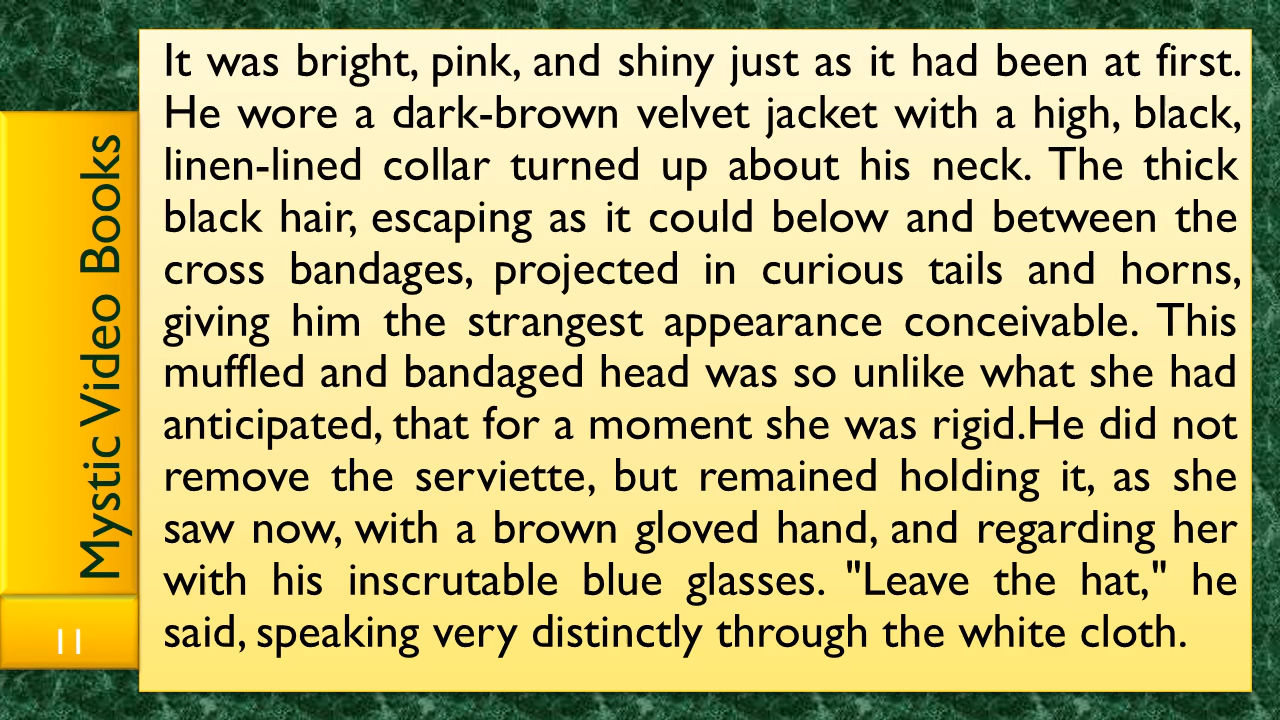 It was bright, pink, and shiny just as it had been at first.
He wore a dark-brown velvet jacket with a high, black,
linen-lined collar turned up about his neck. The thick
black hair, escaping as it could below and between the
cross bandages, projected in curious tails and horns,
giving him the strangest appearance conceivable. This
muffled and bandaged head was so unlike what she had
anticipated, that for a moment she was rigid.He did not
remove the serviette, but remained holding it, as she
saw now, with a brown gloved hand, and regarding her
with his inscrutable blue glasses. "Leave the hat," he
said, speaking very distinctly through the white cloth.
Mystic Video Books
11